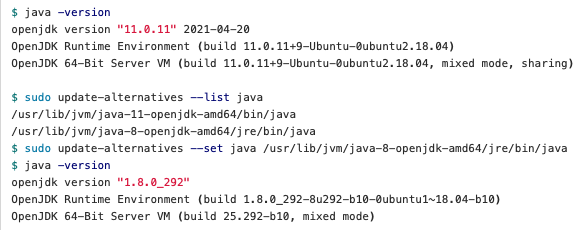 $ java -version
openjdk version "11.0.11" 2021-04-20
OpenJDK Runtime Environment (build 11.0.11+9-Ubuntu-0ubuntu2.18.04)
OpenJDK 64-Bit Server VM (build 11.0.11+9-Ubuntu-0ubuntu2.18.04, mixed mode, sharing)
$ sudo update-alternatives --list java
/usr/lib/jvm/java-11-openjdk-amd64/bin/java
/usr/lib/jvm/java-8-openjdk-amd64/jre/bin/java
$ sudo update-alternatives --set java /usr/lib/jvm/java-8-openjdk-amd64/jre/bin/java
$ java -version
openjdk version "1.8.0_292"
OpenJDK Runtime Environment (build 1.8.0_292-8u292-b10-0ubuntu1~18.04-b10)
OpenJDK 64-Bit Server VM (build 25.292-b10, mixed mode)